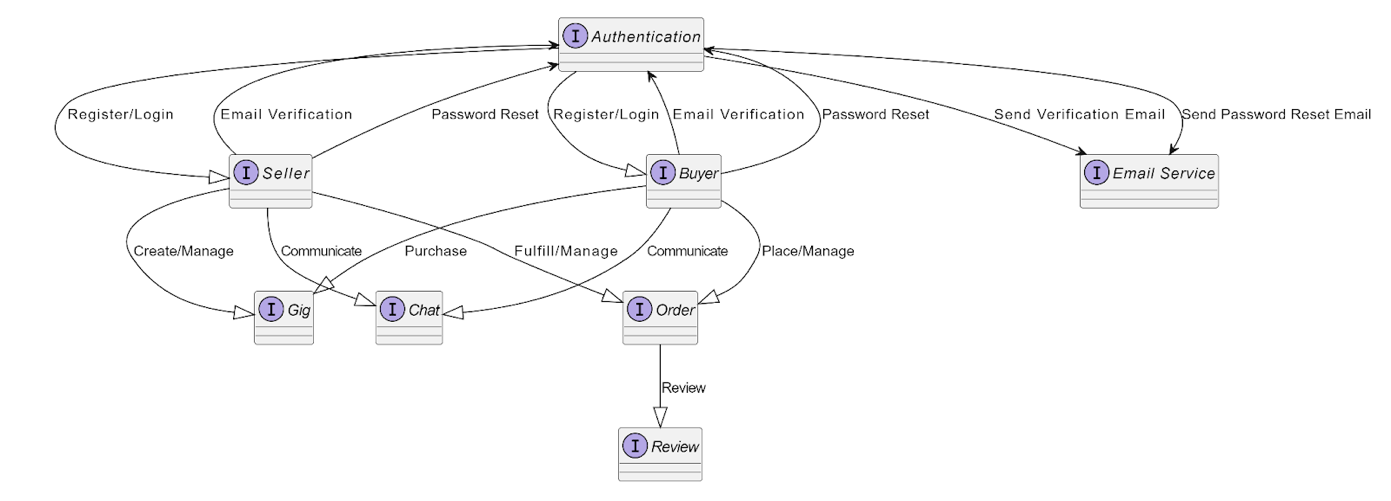 I Authentication
Register/Login
Email Verification
Password Reset
Register/Login
Email Verification
Password Reset
Send Verification Email
Send Password Reset Email
I Seller
I Buyer
I Email Service
Create/Manage
Communicate
Purchase
Fulfill/Manage
Communicate
Place/Manage
I Gig
I Chat
I Order
Review
I Review